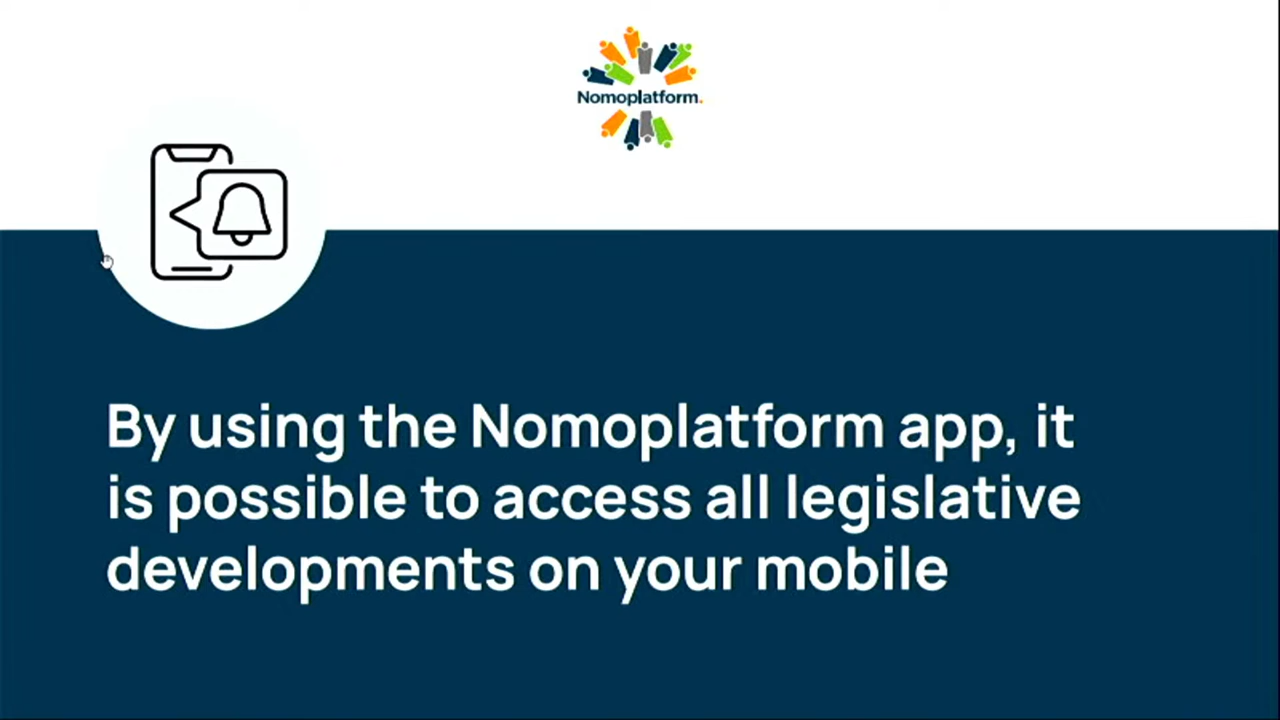 Nomoplatform.
By using the Nomoplatform app, it
is possible to access all legislative
developments on your mobile